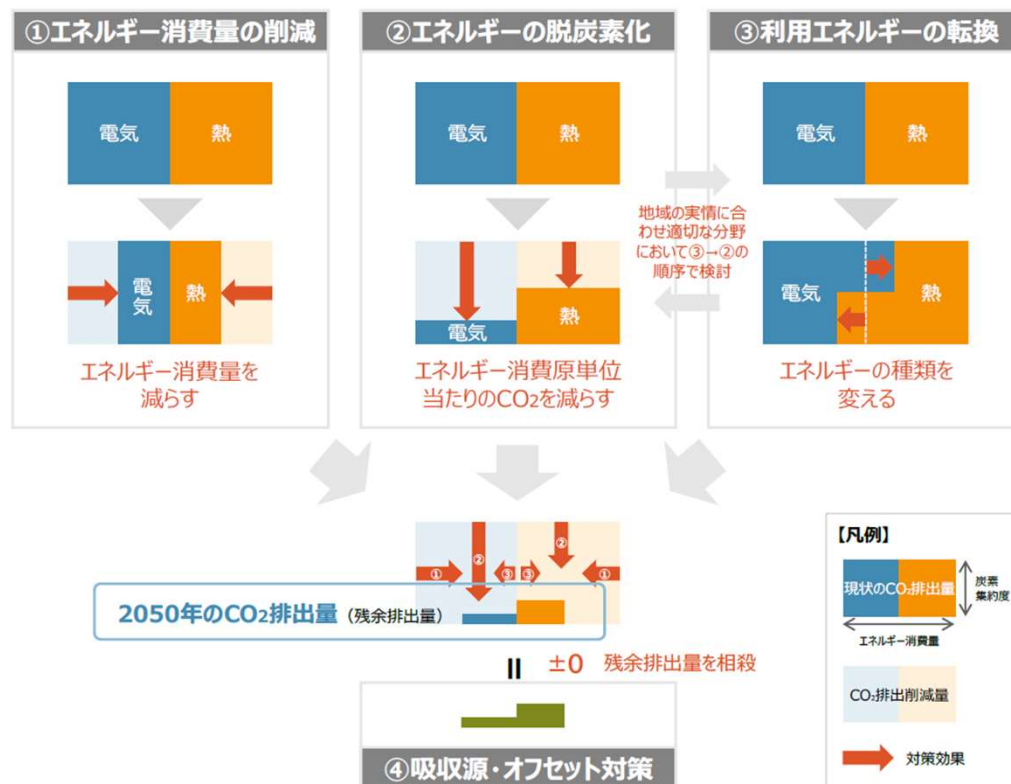 ①エネルギー消費量の削減
電気
熱
電気
熱
エネルギー消費量を
減らす
②エネルギーの脱炭素化
電気
熱
電気
熱
エネルギー消費原単位
当たりのCO₂を減らす
地域の実情に合
わせ適切な分野
において③→②の
順序で検討
③利用エネルギーの転換
電気
熱
電気
熱
エネルギーの種類を
変える
①
②
③
③
②
①
2050年のCO₂排出量（残余排出量）
=
±0 残余排出量を相殺
④吸収源・オフセット対策
【凡例】
現状のCO₂排出量
炭素
集約度
エネルギー消費量
CO₂排出削減量
対策効果